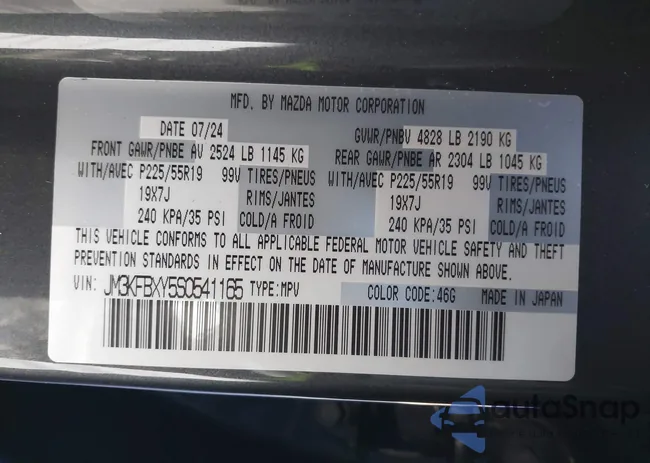 MFD. BY MAZDA MOTOR CORPORATION
DATE 07/24 GVWR/PNBV 4828 LB 2190 KG
FRONT GAWR/PNBE AV 2524 LB 1145 KG REAR GAWR/PNBE AR 2304 LB 1045 KG
WITH/AVEC P225/55R19 99V TIRES/PNEUS WITH/AVEC P225/55R19 99V TIRES/PNEUS
19X7J RIMS/JANTES 19X7J RIMS/JANTES
240 KPA/35 PSI COLD/A FROID 240 KPA/35 PSI COLD/A FROID
THIS VEHICLE CONFORMS TO ALL APPLICABLE FEDERAL MOTOR VEHICLE SAFETY AND THEFT
PREVENTION STANDARDS IN EFFECT ON THE DATE OF MANUFACTURE SHOWN ABOVE.
VIN: JM3KFBXY5S0541165 TYPE:MPV COLOR CODE:46G MADE IN JAPAN
autoSnap